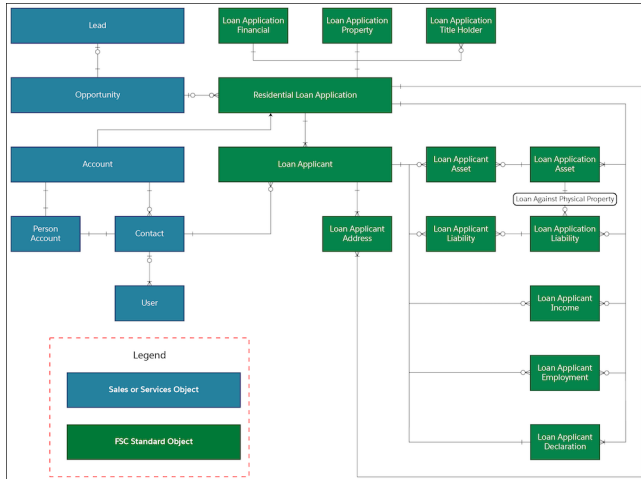 Lead
Loan Application
Financial
Loan Application
Property
Loan Application
Title Holder
Opportunity
Residential Loan Application
Account
Loan Applicant
Loan Applicant
Asset
Loan Application
Asset
Loan Against Physical Property
Person
Account
Contact
Loan Applicant
Address
Loan Applicant
Liability
Loan Application
Liability
User
Loan Applicant
Income
Legend
Sales or Services Object
Loan Applicant
Employment
FSC Standard Object
Loan Applicant
Declaration